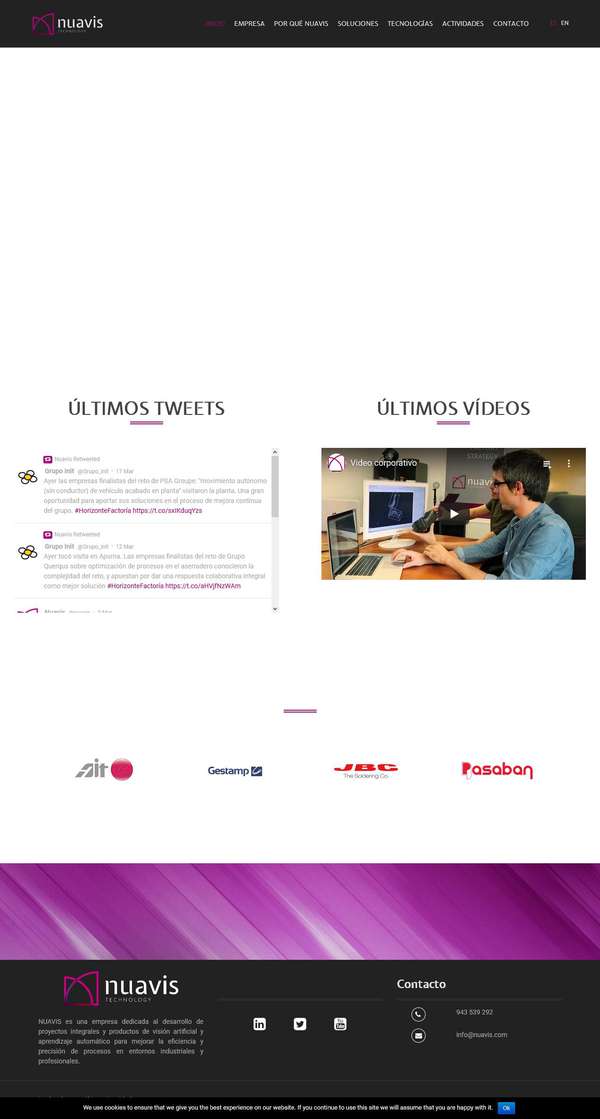 nuavis
TECHNOLOGY
INICIO EMPRESA POR QUÉ NUAVIS SOLUCIONES TECNOLOGÍAS ACTIVIDADES CONTACTO ES EN
ÚLTIMOS TWEETS
Nuavis Retweeted
Grupo Init @Grupo_Init · 11 Mar
Ayer las empresas finalistas del reto de PSA Groupe: "movimiento autónomo
(sin conductor) de vehículo acabado en planta" visitaron la planta. Una gran
oportunidad para aportar sus soluciones en el proceso de mejora continua
del grupo. #HorizonteFactoría https://t.co/sxIKduqYzs
Nuavis Retweeted
Grupo Init @Grupo_Init · 12 Mar
Ayer tocó visita en Apama. Las empresas finalistas del reto de Grupo
Querqus sobre optimización de procesos en el aserradero conocieron la
complejidad del reto, y apuestan por dar una respuesta colaborativa integral
como mejor solución #HorizonteFactoría https://t.co/aHVjfNzWAm
Nuavis
ÚLTIMOS VÍDEOS
Video corporativo
STRATEGY
nuavis
Ait
Gestamp
JBC
The Soldering Co.
Pasaban
nuavis
TECHNOLOGY
NUAVIS es una empresa dedicada al desarrollo de
proyectos integrales y productos de visión artificial y
aprendizaje automático para mejorar la eficiencia y
precisión de procesos en entornos industriales y
profesionales.
Contacto
943 539 292
info@nuavis.com
We use cookies to ensure that we give you the best experience on our website. If you continue to use this site we will assume that you are happy with it. Ok